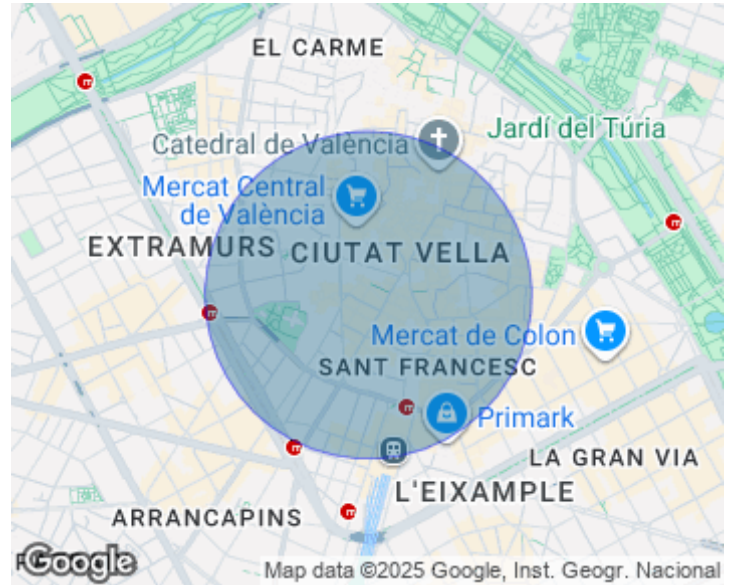 EL CARME
Catedral de València
Jardí del Túria
Mercat Central
de València
EXTRAMURS
CIUTAT VELLA
Mercat de Colon
SANT FRANCESC
Primark
LA GRAN VIA
L'EIXAMPLE
ARRANCAPINS
Google
Map data ©2025 Google, Inst. Geogr. Nacional